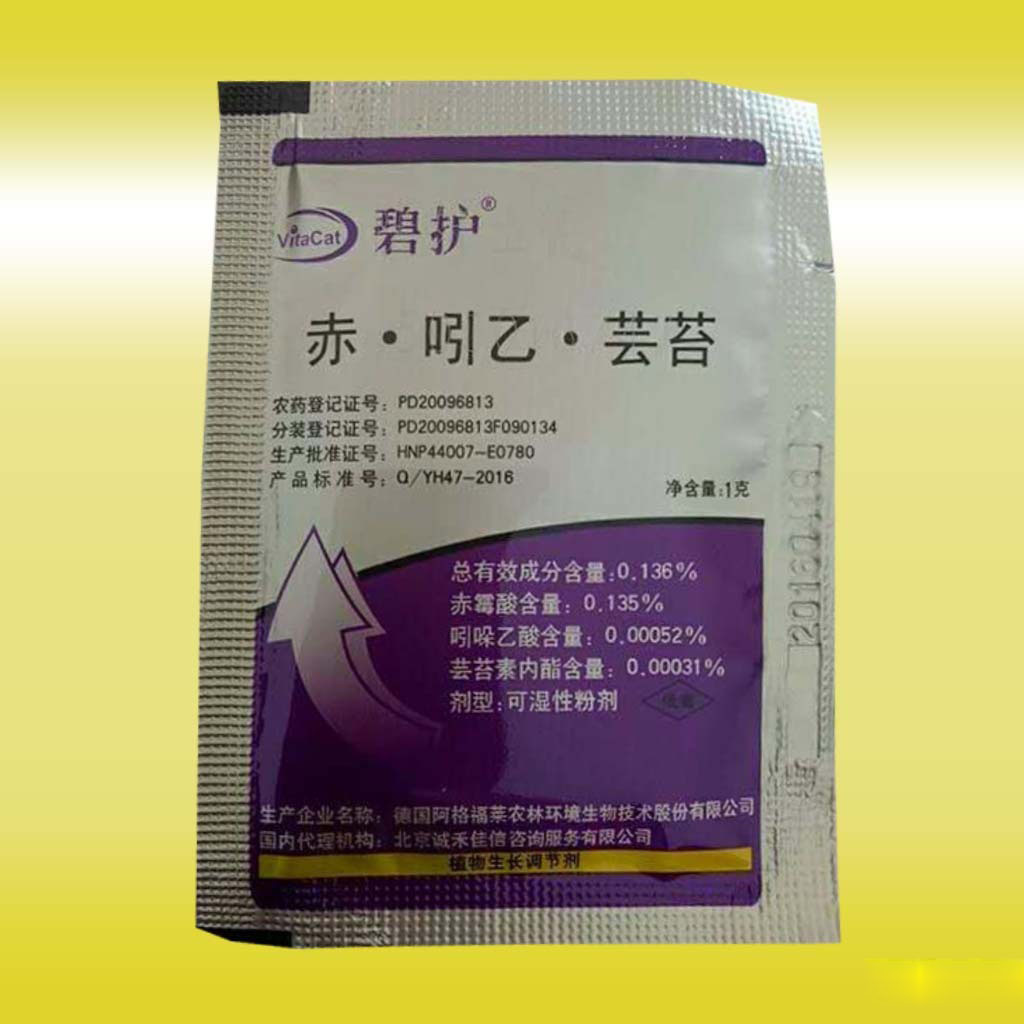 VitaCat 碧护®
赤·吲乙·芸苔
农药登记证号：PD20096813
分装登记证号：PD20096813F090134
生产批准证号：HNP44007-E0780
产品标准号：Q/YH47-2016
净含量:1克
总有效成分含量:0.136%
赤霉酸含量：0.135%
吲哚乙酸含量：0.00052%
芸苔素内酯含量：0.00031%
剂型：可湿性粉剂
低毒
生产企业名称：德国阿格福莱农林环境生物技术股份有限公司
国内代理机构：北京诚禾佳信咨询服务有限公司
植物生长调节剂